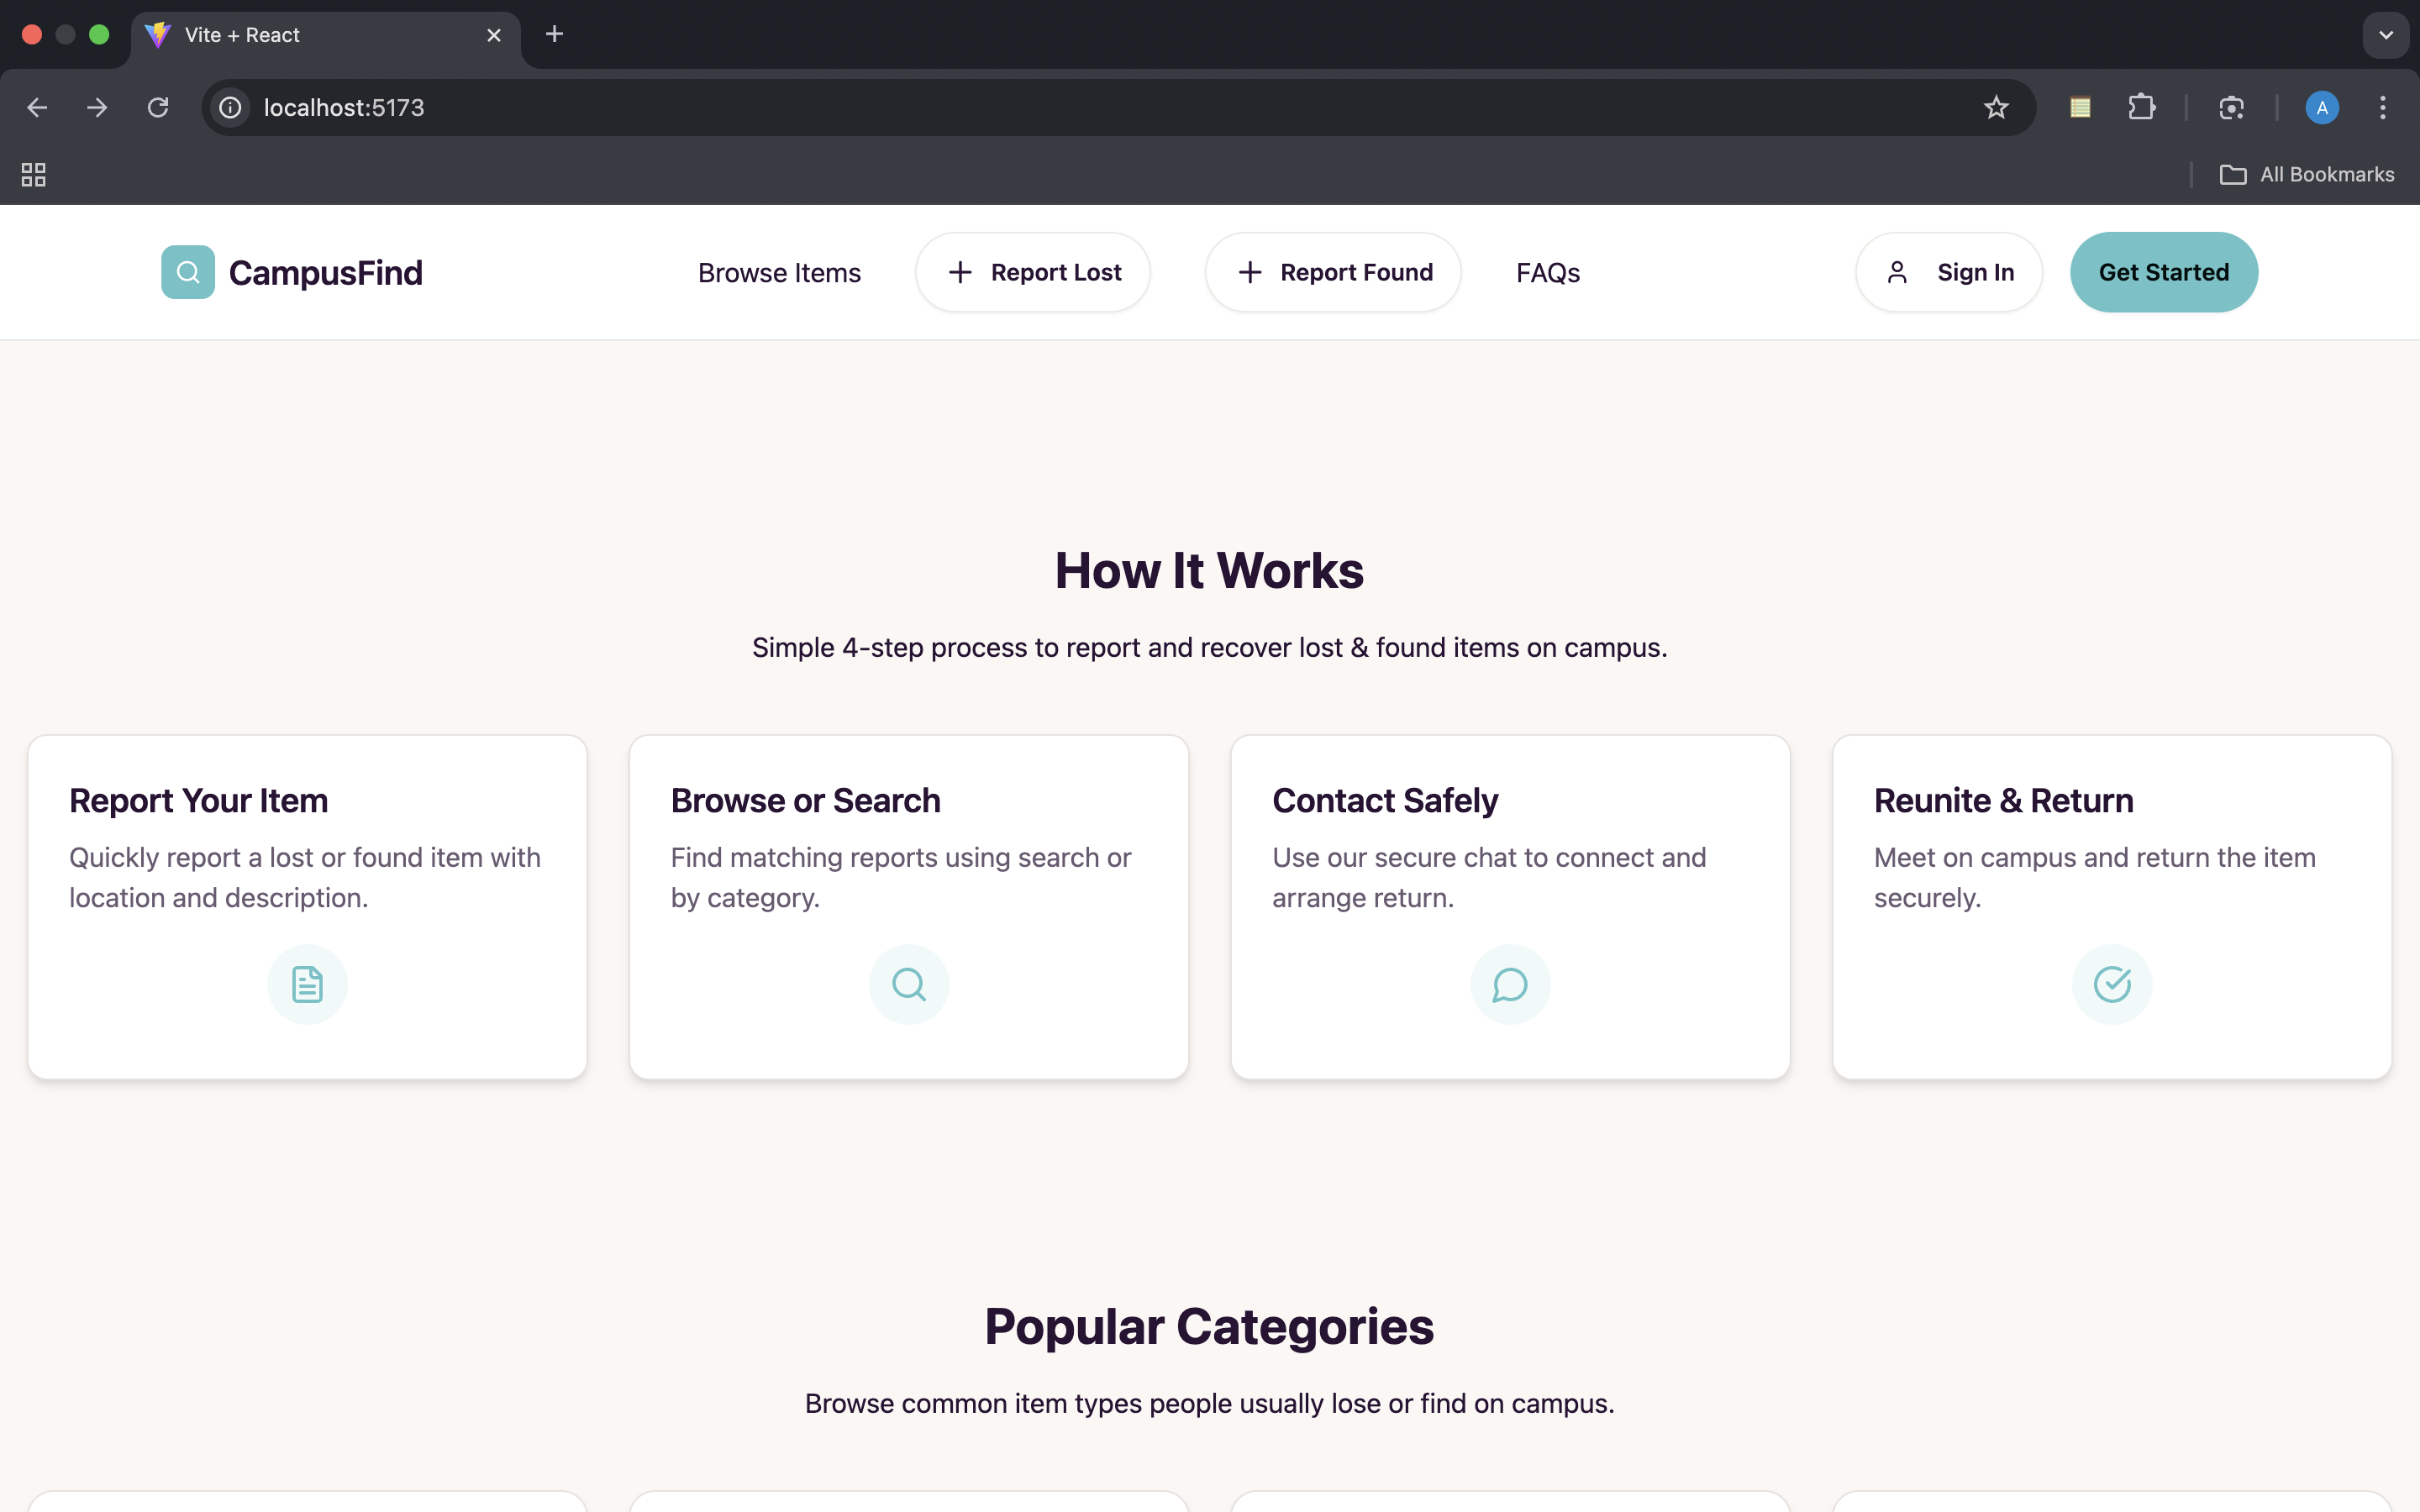 Vite + React
localhost:5173
All Bookmarks
A
CampusFind
Browse Items
Report Lost
Report Found
FAQs
Sign In
Get Started
How It Works
Simple 4-step process to report and recover lost & found items on campus.
Report Your Item
Quickly report a lost or found item with
location and description.
Browse or Search
Find matching reports using search or
by category.
Contact Safely
Use our secure chat to connect and
arrange return.
Reunite & Return
Meet on campus and return the item
securely.
Popular Categories
Browse common item types people usually lose or find on campus.